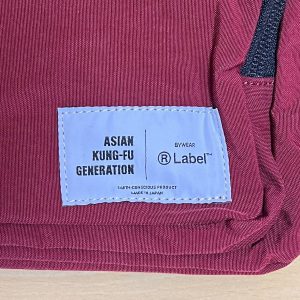 ASIAN
KUNG-FU
GENERATION
BYWEAR
® Label™
EARTH-CONSCIOUS PRODUCT
MADE IN JAPAN